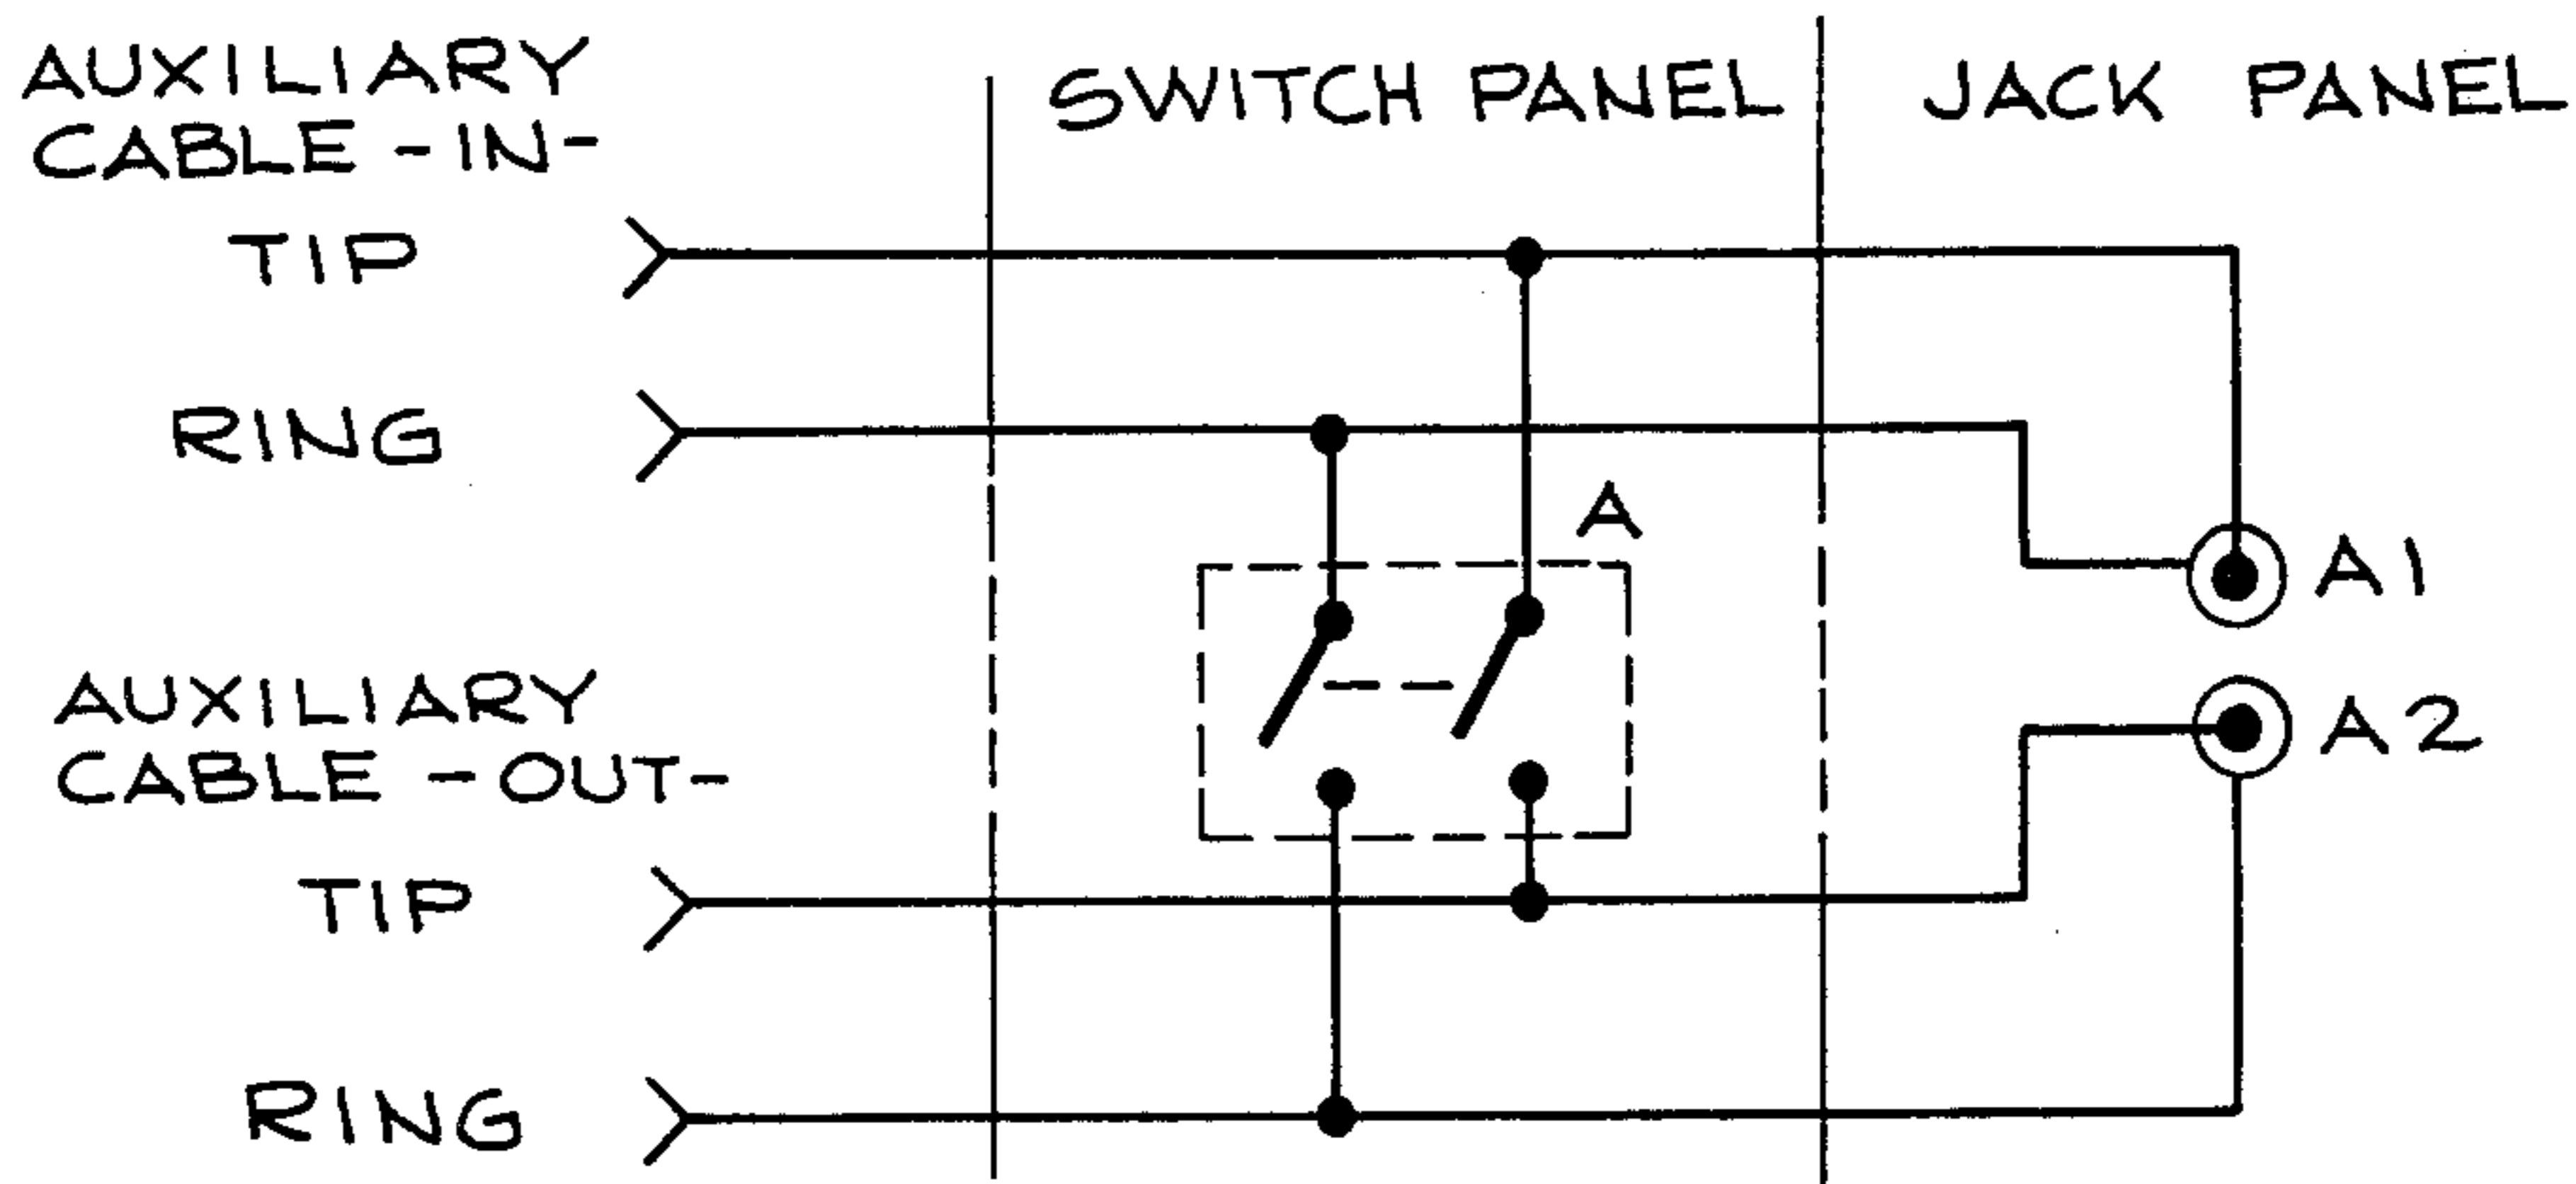 AUXILIARY
CABLE -IN-
SWITCH PANEL
JACK PANEL
TIP
RING
A
A1
AUXILIARY
CABLE -OUT-
A2
TIP
RING